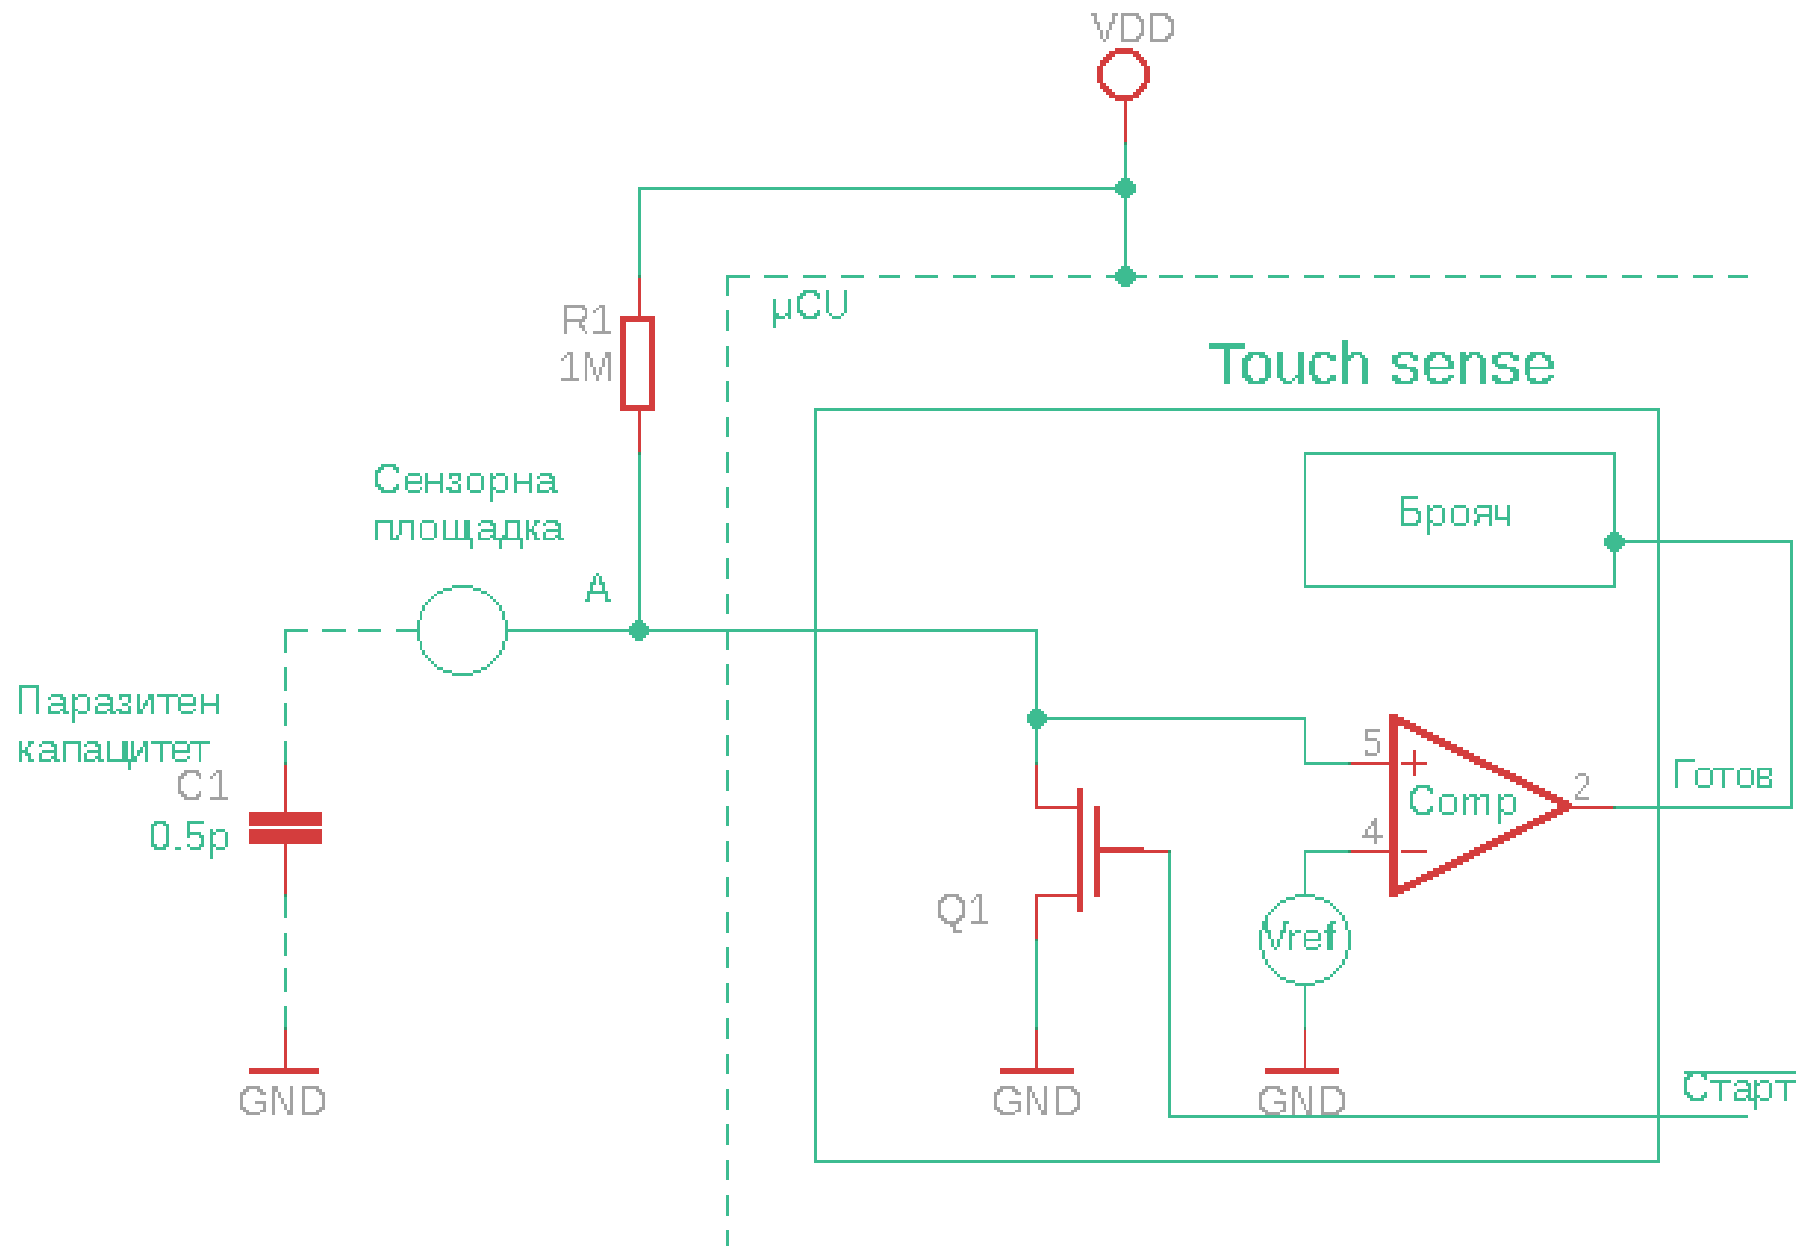 VDD
µCU
R1
1M
Touch sense
Сензорна
площадка
Брояч
A
Паразитен
капацитет
C1
0.5p
5
+
Comp
2
Готов
4
−
Q1
Vref
GND
GND
GND
Старт